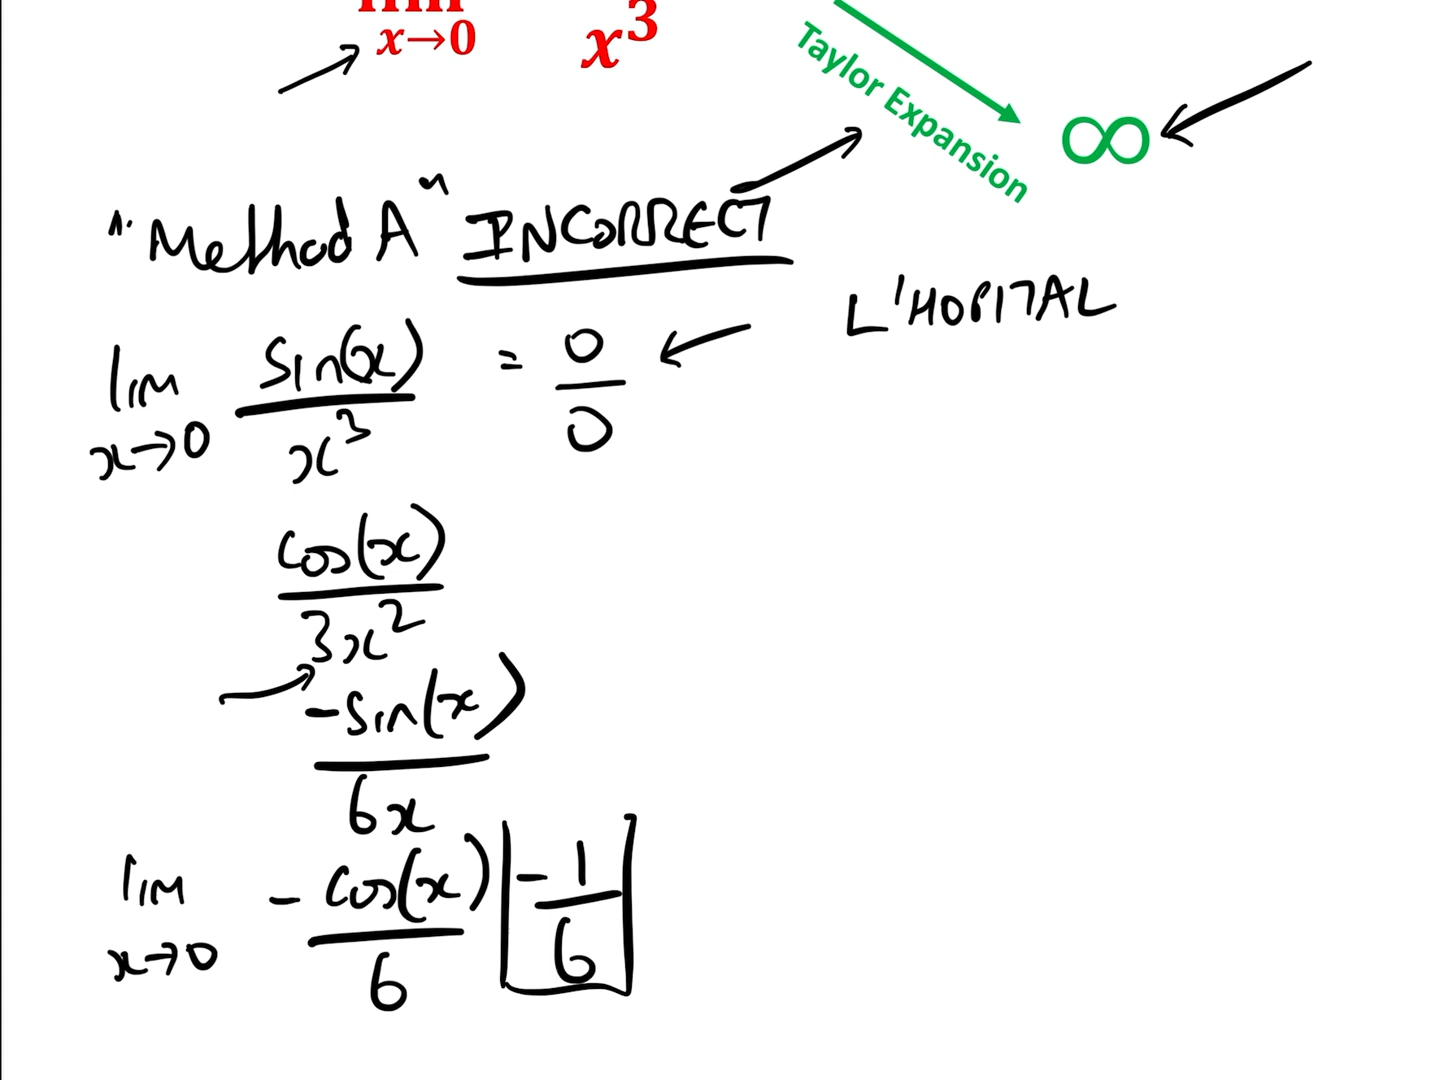 lim
x→0 x³
Taylor Expansion
∞
"Method A" INCORRECT
L'HOPITAL
lim sin(x) = 0
x→0 x³ 0
cos(x)
3x²
-sin(x)
6x
lim - cos(x) - 1
x→0 6 6